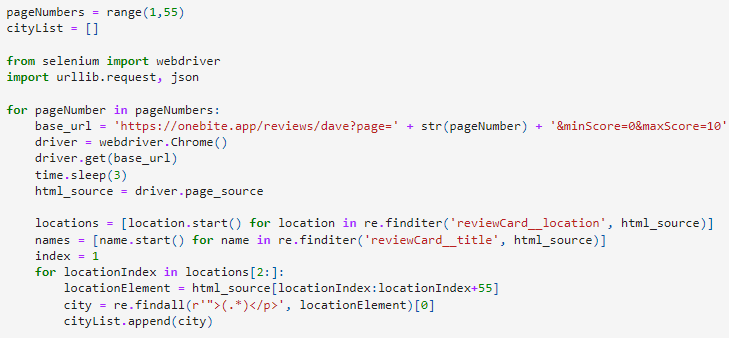 pageNumbers = range(1,55)
cityList = []
from selenium import webdriver
import urllib.request, json
for pageNumber in pageNumbers:
    base_url = 'https://onebite.app/reviews/dave?page=' + str(pageNumber) + '&minScore=0&maxScore=10'
    driver = webdriver.Chrome()
    driver.get(base_url)
    time.sleep(3)
    html_source = driver.page_source
    locations = [location.start() for location in re.finditer('reviewCard__location', html_source)]
    names = [name.start() for name in re.finditer('reviewCard__title', html_source)]
    index = 1
    for locationIndex in locations[2:]:
        locationElement = html_source[locationIndex:locationIndex+55]
        city = re.findall(r'">(.*)</p>', locationElement)[0]
        cityList.append(city)